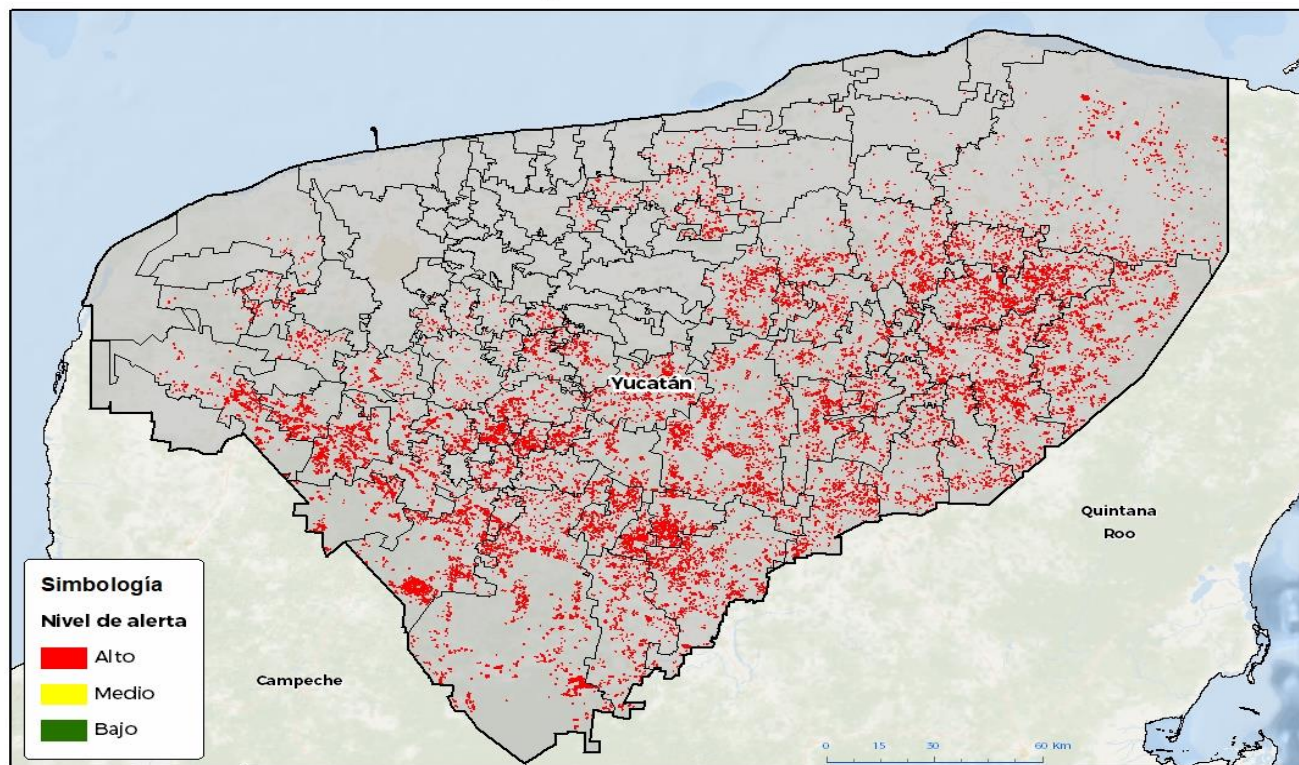 Yucatán
Quintana
Roo
Campeche
Simbología
Nivel de alerta
Alto
Medio
Bajo
0 15 30 60 Km